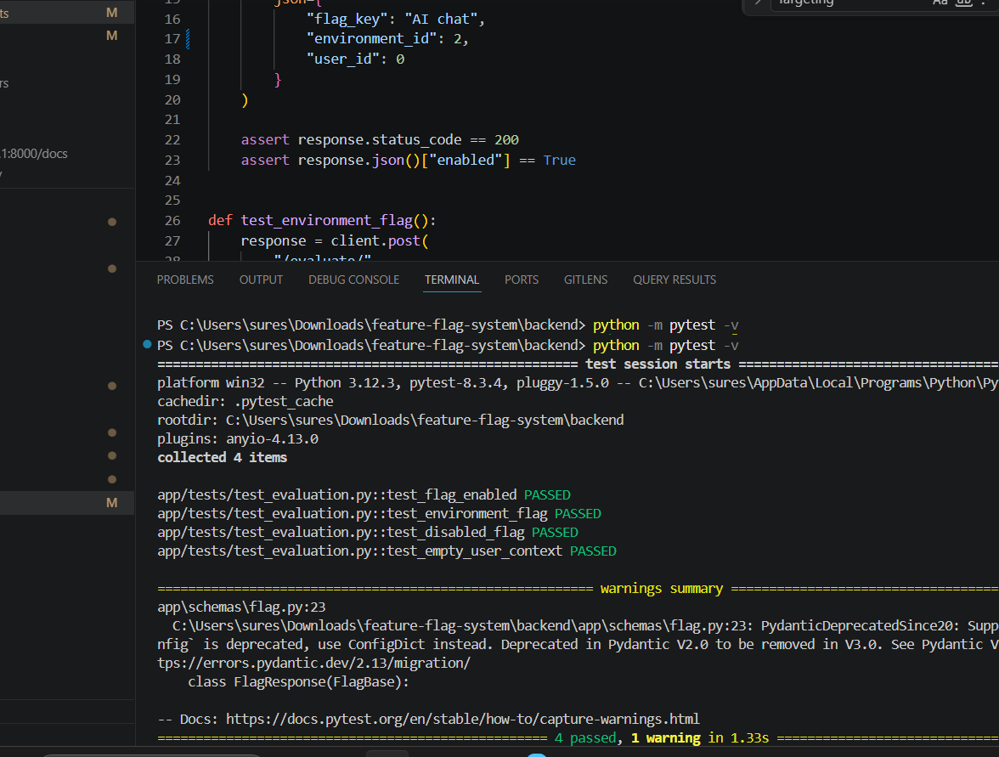 ts M
M
rs
.1:8000/docs
Targeting Aa ab
15 json={
16 "flag_key": "AI chat",
17 "environment_id": 2,
18 "user_id": 0
19 }
20 )
21
22 assert response.status_code == 200
23 assert response.json()["enabled"] == True
24
25
26 def test_environment_flag():
27 response = client.post(
28 "/evaluate/"
M
PROBLEMS OUTPUT DEBUG CONSOLE TERMINAL PORTS GITLENS QUERY RESULTS
PS C:\Users\sures\Downloads\feature-flag-system\backend> python -m pytest -v
PS C:\Users\sures\Downloads\feature-flag-system\backend> python -m pytest -v
======================================================= test session starts ==================================
platform win32 -- Python 3.12.3, pytest-8.3.4, pluggy-1.5.0 -- C:\Users\sures\AppData\Local\Programs\Python\Py
cachedir: .pytest_cache
rootdir: C:\Users\sures\Downloads\feature-flag-system\backend
plugins: anyio-4.13.0
collected 4 items
app/tests/test_evaluation.py::test_flag_enabled PASSED
app/tests/test_evaluation.py::test_environment_flag PASSED
app/tests/test_evaluation.py::test_disabled_flag PASSED
app/tests/test_evaluation.py::test_empty_user_context PASSED
========================================================= warnings summary ===================================
app\schemas\flag.py:23
C:\Users\sures\Downloads\feature-flag-system\backend\app\schemas\flag.py:23: PydanticDeprecatedSince20: Supp
nfig` is deprecated, use ConfigDict instead. Deprecated in Pydantic V2.0 to be removed in V3.0. See Pydantic V
tps://errors.pydantic.dev/2.13/migration/
class FlagResponse(FlagBase):
-- Docs: https://docs.pytest.org/en/stable/how-to/capture-warnings.html
=================================================== 4 passed, 1 warning in 1.33s =============================